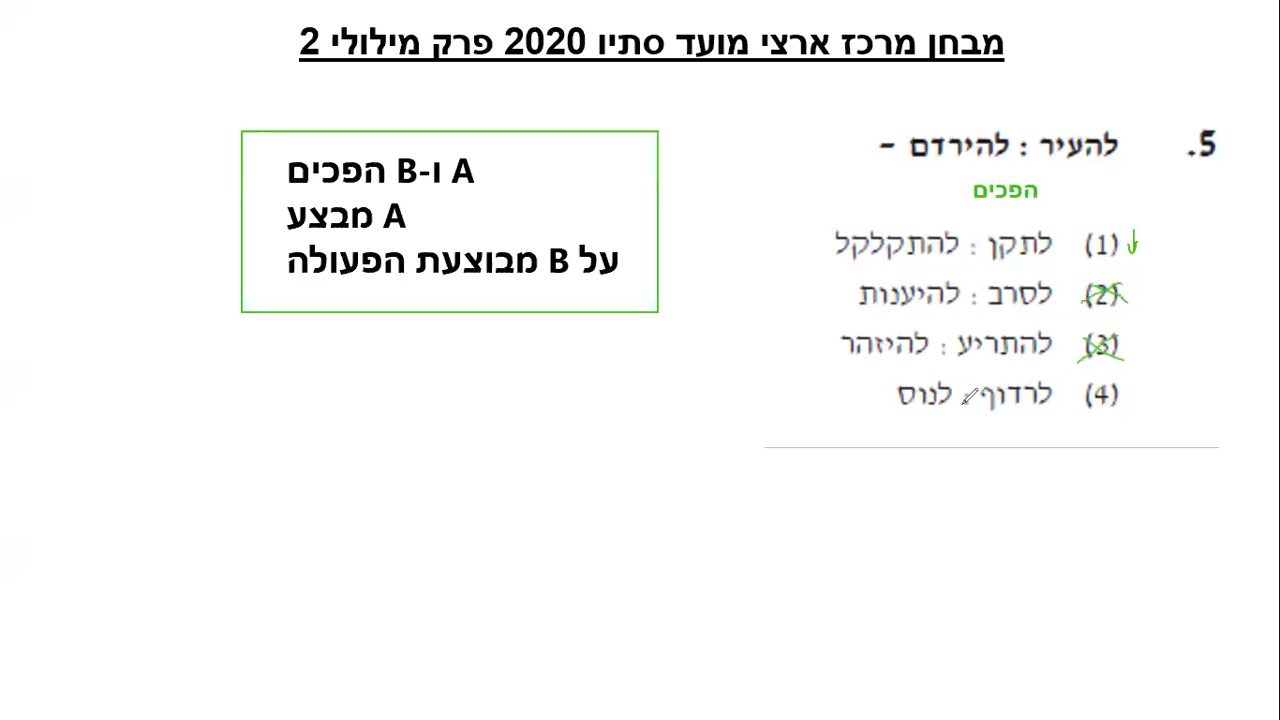 מבחן מרכז ארצי מועד סתיו 2020 פרק מילולי 2
5. להעיר : להירדם –
הפכים
(1) לתקן : להתקלקל
(2) לסרב : להיענות
(3) להתריע : להיזהר
(4) לרדוף : לנוס
A ו-B הפכים
A מבצע
על B מבוצעת הפעולה